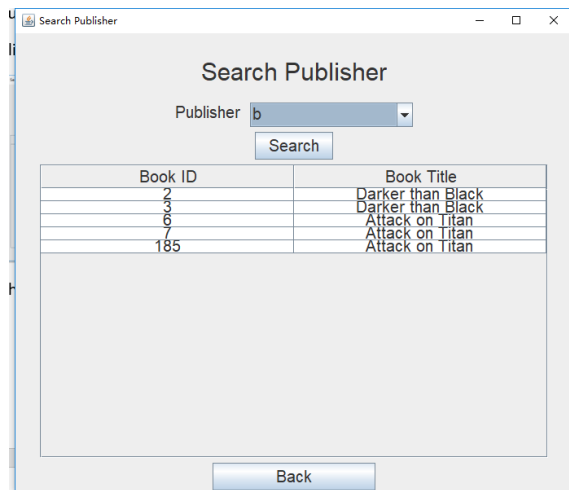 u
Search Publisher
li
Search Publisher
Publisher b
Search
Book ID Book Title
2 Darker than Black
3 Darker than Black
6 Attack on Titan
7 Attack on Titan
185 Attack on Titan
h
Back